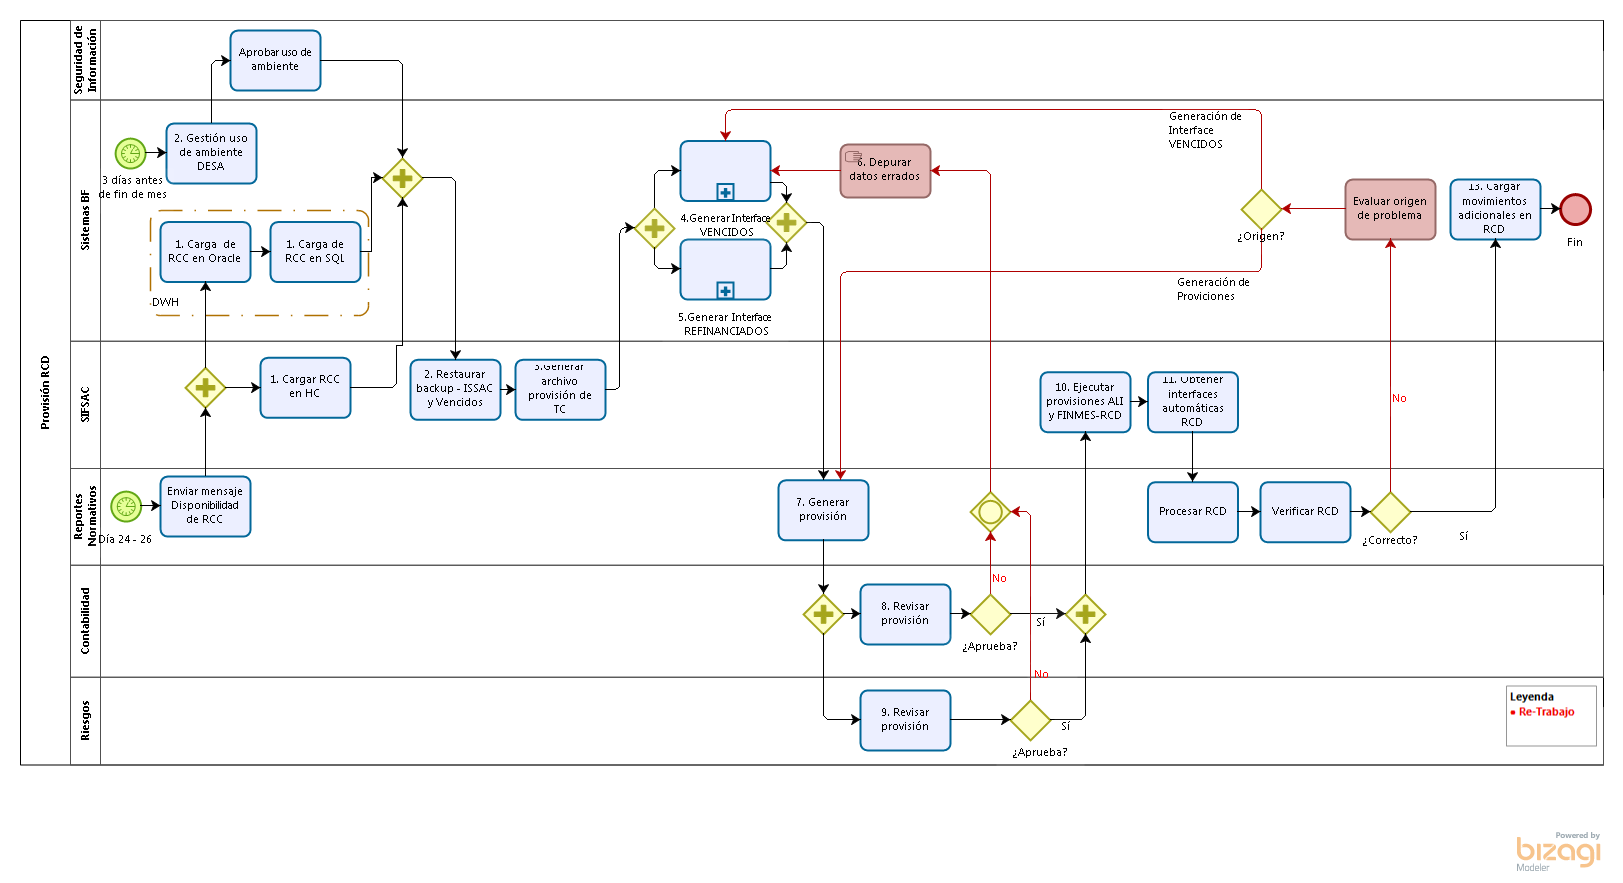 Provisión RCD
Seguridad de
Información
Aprobar uso de
ambiente
Sistemas BF
3 días antes
de fin de mes
2. Gestión uso
de ambiente
DESA
1. Carga de
RCC en Oracle
1. Carga de
RCC en SQL
DWH
4.Generar Interface
VENCIDOS
5.Generar Interface
REFINANCIADOS
6. Depurar
datos errados
Generación de
Interface
VENCIDOS
¿Origen?
Generación de
Proviciones
Evaluar origen
de problema
13. Cargar
movimientos
adicionales en
RCD
Fin
SIFSAC
1. Cargar RCC
en HC
2. Restaurar
backup - ISSAC
y Vencidos
3.Generar
archivo
provisión de
TC
10. Ejecutar
provisiones ALI
y FINMES-RCD
11. Obtener
interfaces
automáticas
RCD
No
Reportes
Normativos
Día 24 - 26
Enviar mensaje
Disponibilidad
de RCC
7. Generar
provisión
Procesar RCD
Verificar RCD
¿Correcto?
Sí
Contabilidad
8. Revisar
provisión
No
¿Aprueba?
Sí
Riesgos
9. Revisar
provisión
No
¿Aprueba?
Sí
Leyenda
▪ Re-Trabajo
Powered by
bizagi
Modeler